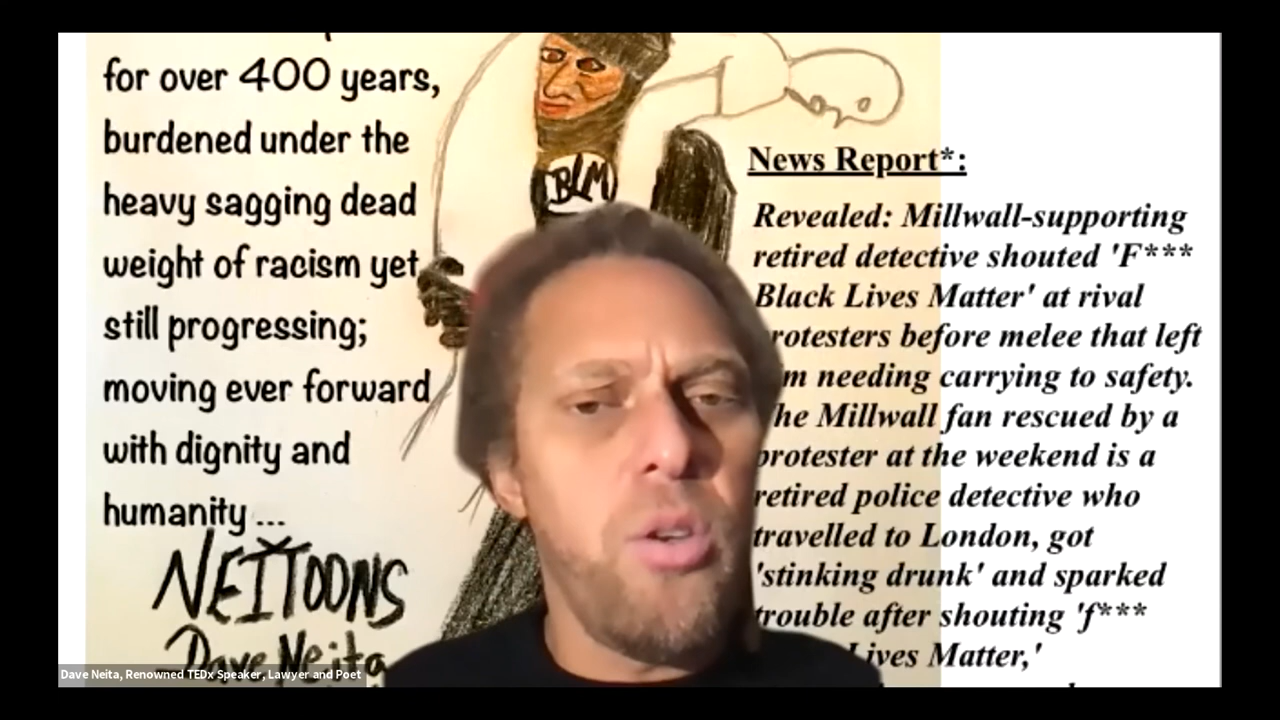 for over 400 years,
burdened under the
heavy sagging dead
weight of racism yet
still progressing;
moving ever forward
with dignity and
humanity ...
NEITOONS
Dave Neita
BLM
News Report*:
Revealed: Millwall-supporting
retired detective shouted 'F***
Black Lives Matter' at rival
protesters before melee that left
needing carrying to safety.
The Millwall fan rescued by a
protester at the weekend is a
retired police detective who
travelled to London, got
'stinking drunk' and sparked
trouble after shouting 'f***
Lives Matter,'
Dave Neita, Renowned TEDx Speaker, Lawyer and Poet